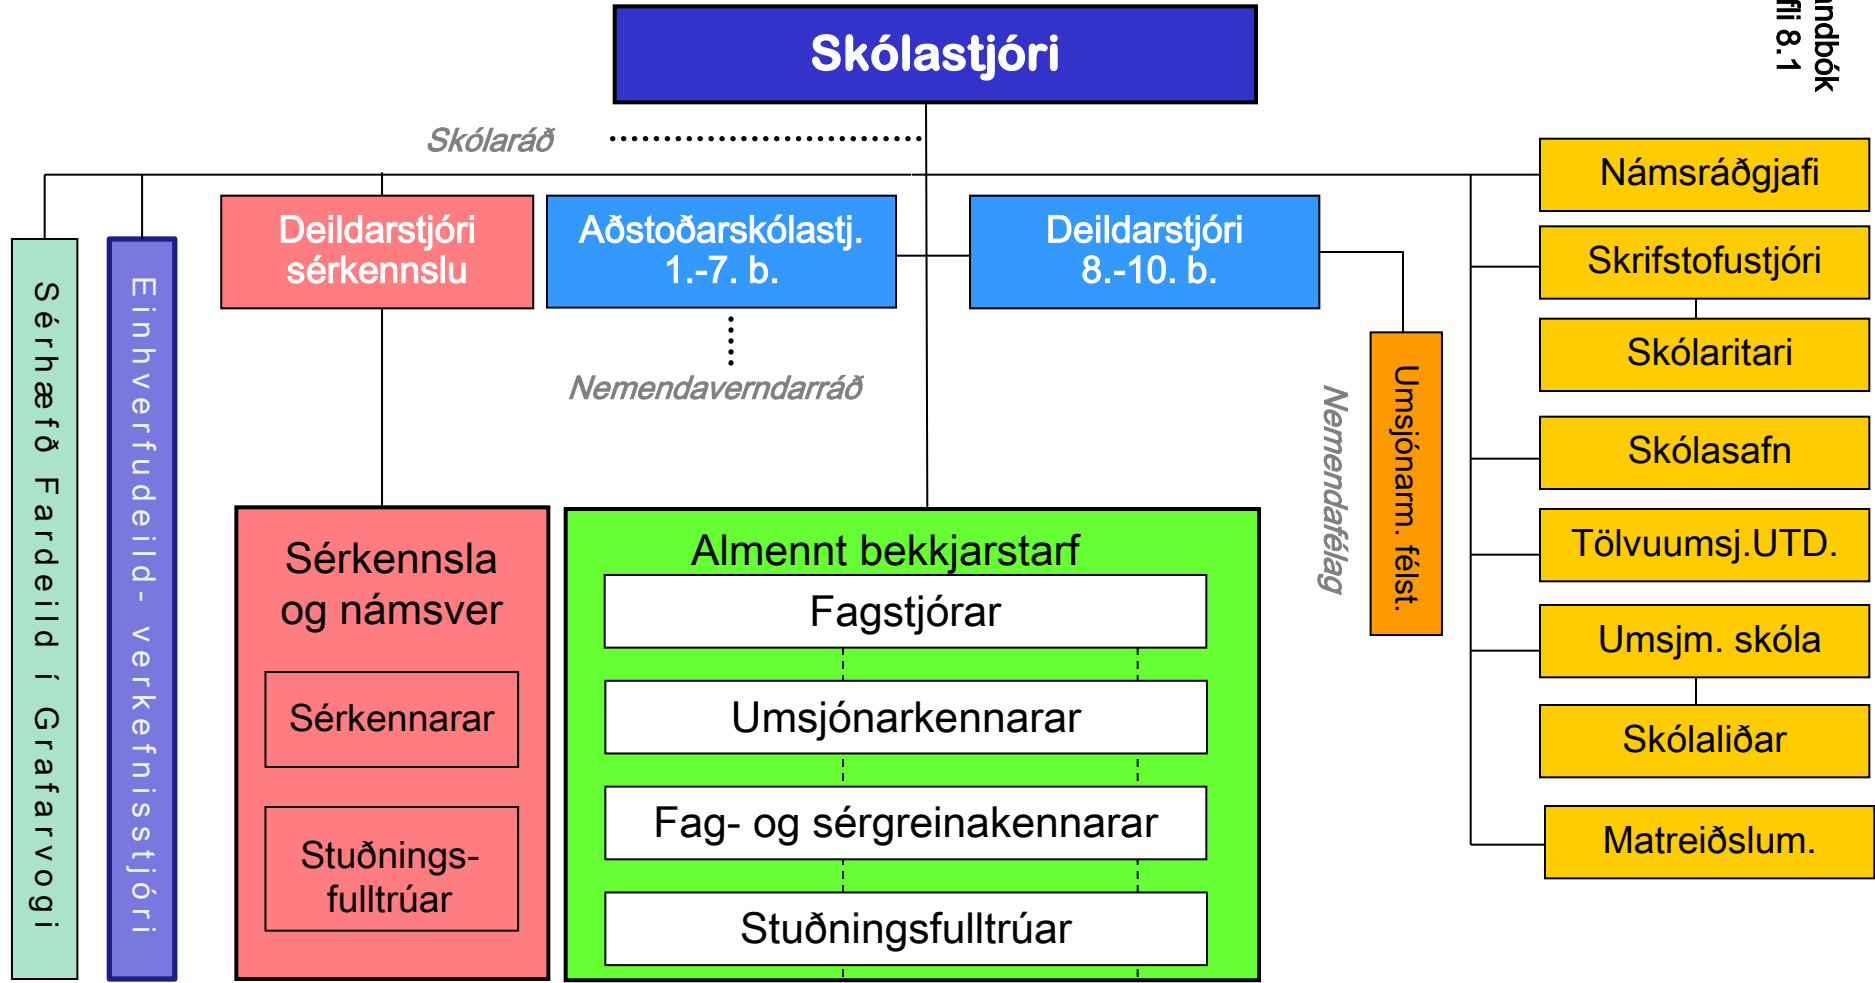 Skólastjóri
8.1
Skólaráð
Námsráðgjafi
Deildarstjóri
sérkennslu
Aðstoðarskólastj.
1.-7. b.
Deildarstjóri
8.-10. b.
Skrifstofustjóri
Skólaritari
Nemendaverndarráð
Sérhæfð Fardeild í Grafarvogi
Einhverfudeild- verkefnisstjóri
Nemendafélag
Umsjónarm. félst.
Skólasafn
Tölvuumsj.UTD.
Umsjm. skóla
Skólaliðar
Matreiðslum.
Sérkennsla
og námsver
Sérkennarar
Stuðnings-
fulltrúar
Almennt bekkjarstarf
Fagstjórar
Umsjónarkennarar
Fag- og sérgreinakennarar
Stuðningsfulltrúar